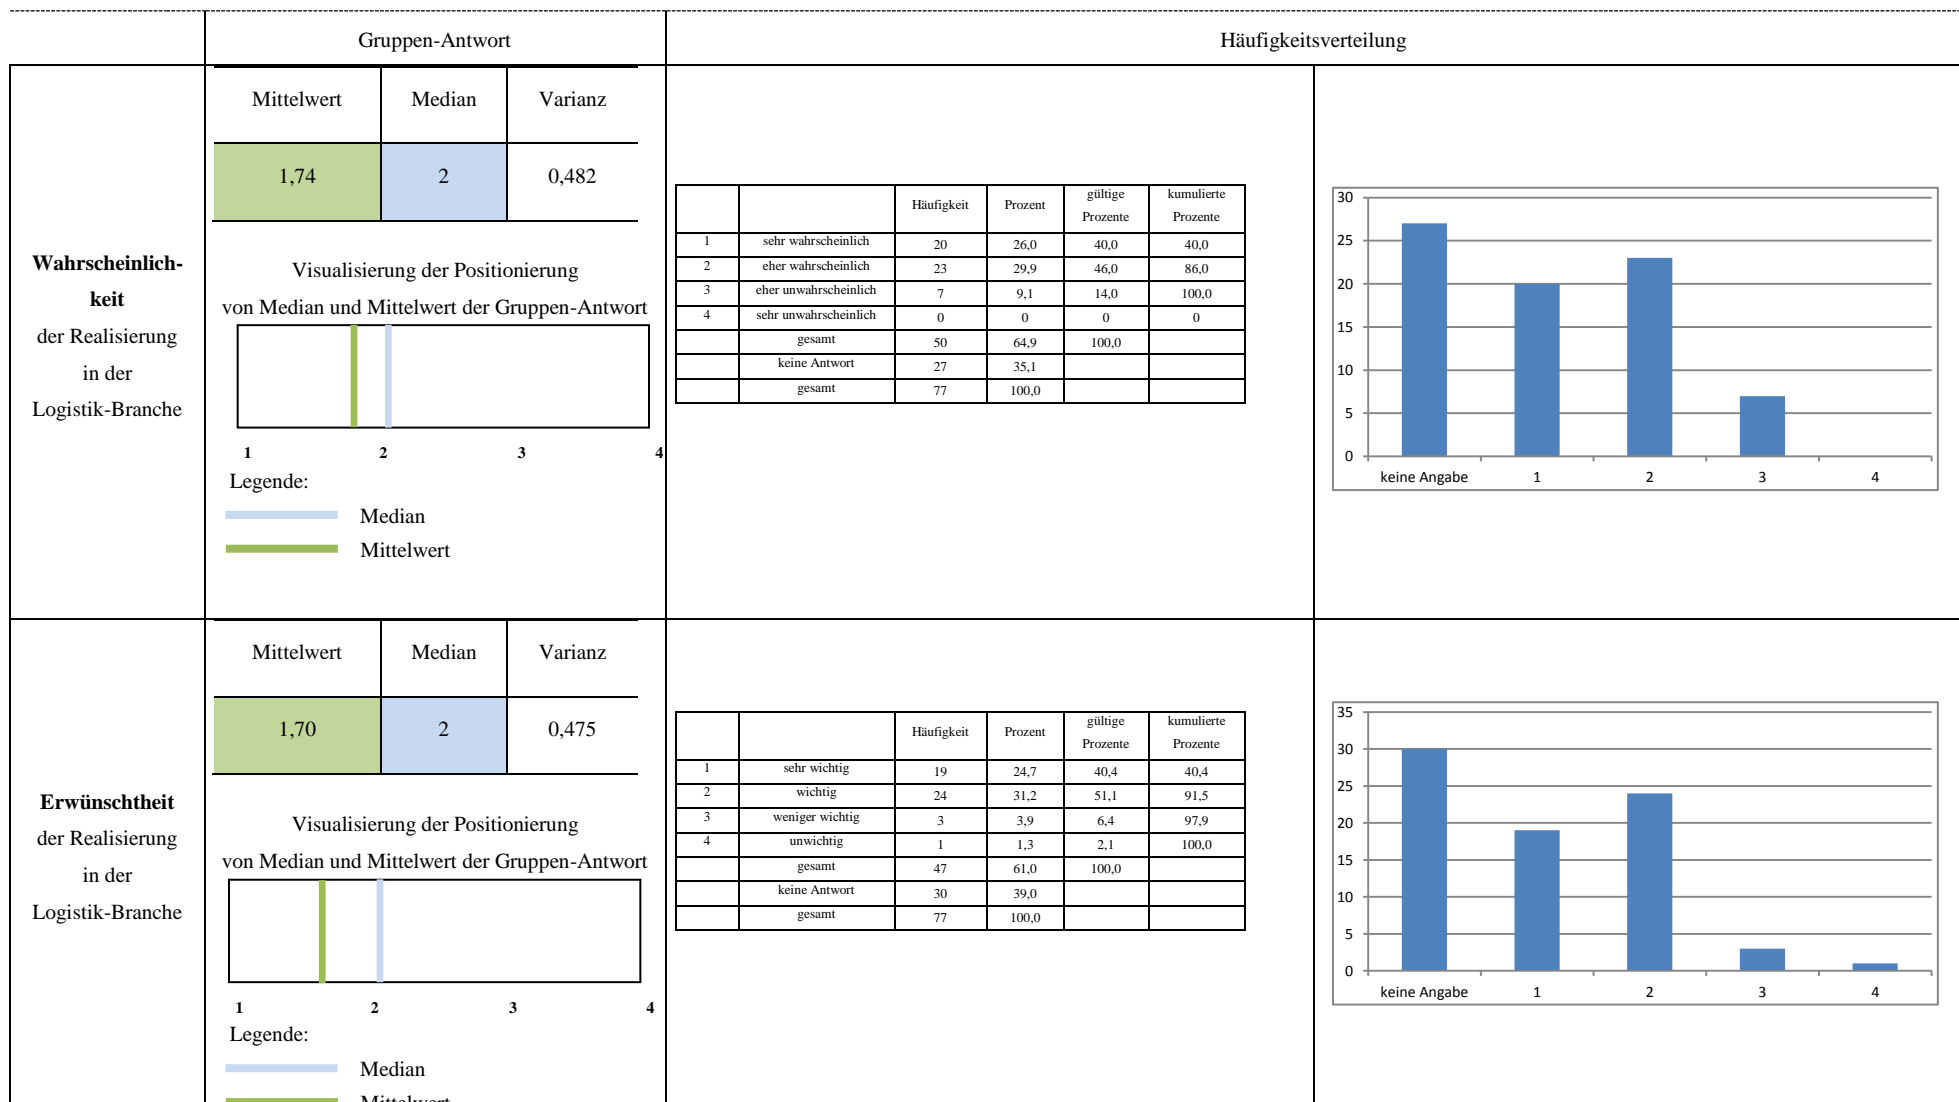 Gruppen-Antwort
Häufigkeitsverteilung
Wahrscheinlich-
keit
der Realisierung
in der
Logistik-Branche
Mittelwert Median Varianz
1,74 2 0,482
Visualisierung der Positionierung
von Median und Mittelwert der Gruppen-Antwort
1 2 3 4
Legende:
Median
Mittelwert
Häufigkeit Prozent gültige Prozente kumulierte Prozente
1 sehr wahrscheinlich 20 26,0 40,0 40,0
2 eher wahrscheinlich 23 29,9 46,0 86,0
3 eher unwahrscheinlich 7 9,1 14,0 100,0
4 sehr unwahrscheinlich 0 0 0 0
gesamt 50 64,9 100,0
keine Antwort 27 35,1
gesamt 77 100,0
30
25
20
15
10
5
0
keine Angabe 1 2 3 4
Erwünschtheit
der Realisierung
in der
Logistik-Branche
Mittelwert Median Varianz
1,70 2 0,475
Visualisierung der Positionierung
von Median und Mittelwert der Gruppen-Antwort
1 2 3 4
Legende:
Median
Mittelwert
Häufigkeit Prozent gültige Prozente kumulierte Prozente
1 sehr wichtig 19 24,7 40,4 40,4
2 wichtig 24 31,2 51,1 91,5
3 weniger wichtig 3 3,9 6,4 97,9
4 unwichtig 1 1,3 2,1 100,0
gesamt 47 61,0 100,0
keine Antwort 30 39,0
gesamt 77 100,0
35
30
25
20
15
10
5
0
keine Angabe 1 2 3 4